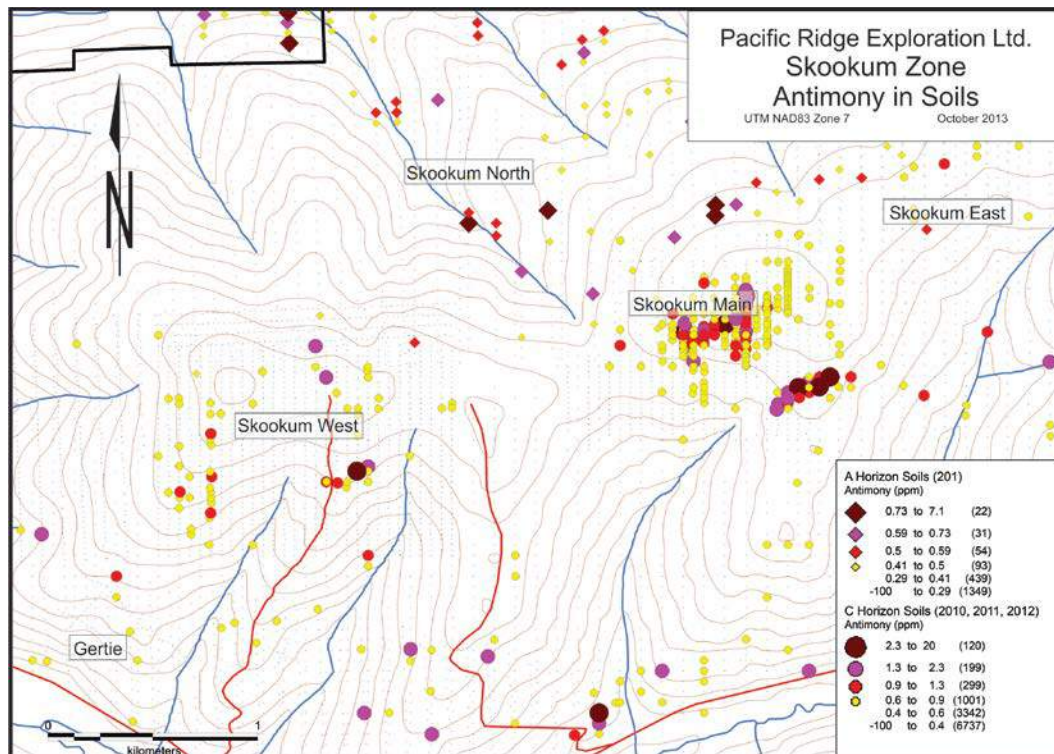 Pacific Ridge Exploration Ltd.
Skookum Zone
Antimony in Soils
UTM NAD83 Zone 7 October 2013
Skookum North
Skookum East
N
Skookum Main
Skookum West
Gertie
0 1
kilometers
A Horizon Soils (201)
Antimony (ppm)
0.73 to 7.1 (22)
0.59 to 0.73 (31)
0.5 to 0.59 (54)
0.41 to 0.5 (93)
0.29 to 0.41 (439)
-100 to 0.29 (1349)
C Horizon Soils (2010, 2011, 2012)
Antimony (ppm)
2.3 to 20 (120)
1.3 to 2.3 (199)
0.9 to 1.3 (299)
0.6 to 0.9 (1001)
0.4 to 0.6 (3342)
-100 to 0.4 (6737)